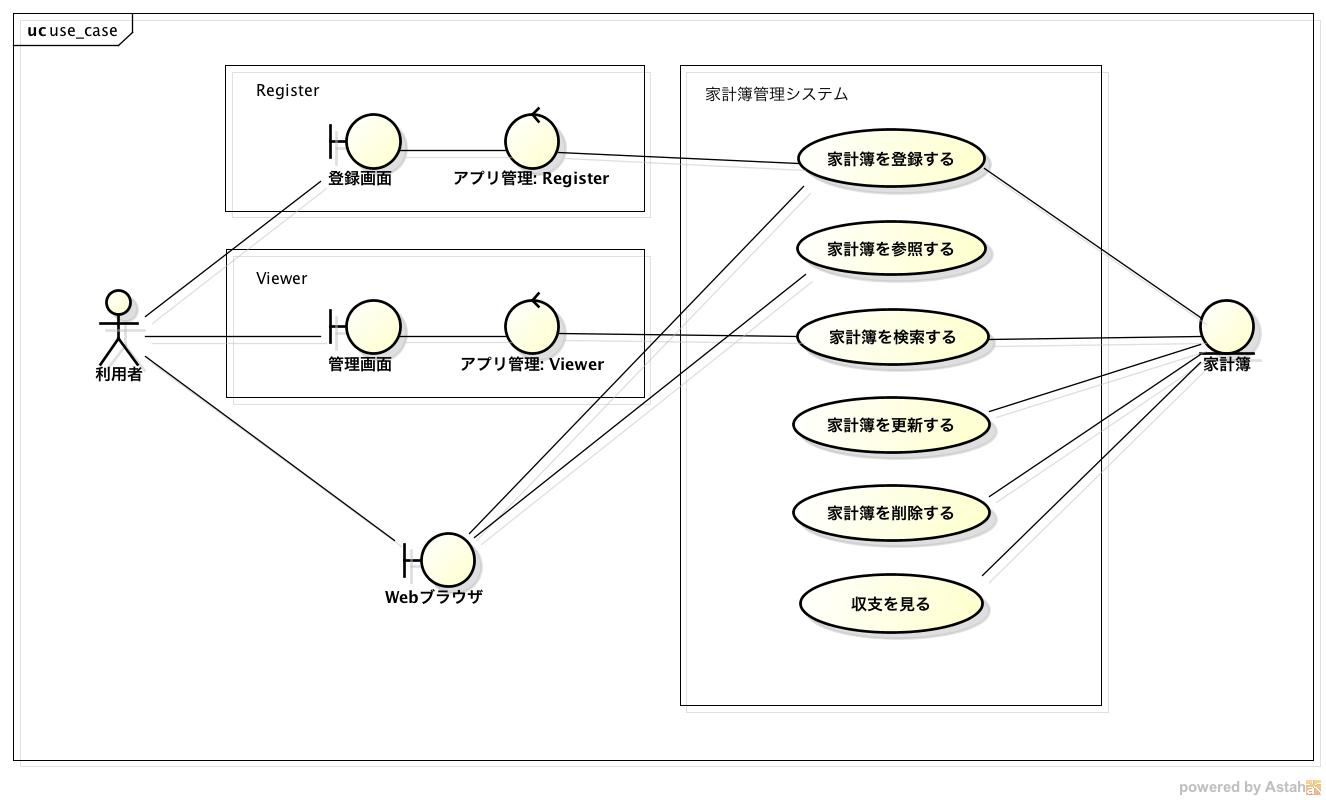 uc use_case
Register
登録画面
アプリ管理: Register
Viewer
管理画面
アプリ管理: Viewer
利用者
Webブラウザ
家計簿管理システム
家計簿を登録する
家計簿を参照する
家計簿を検索する
家計簿を更新する
家計簿を削除する
収支を見る
家計簿
powered by Astah